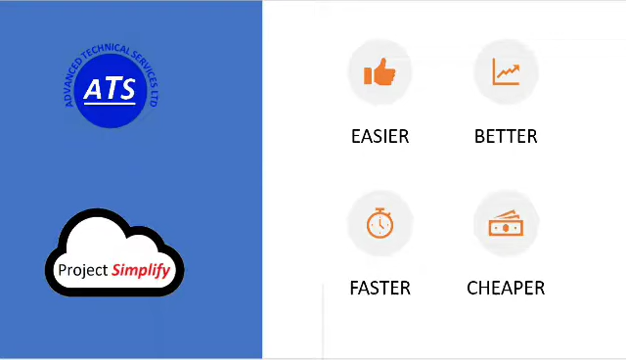 ADVANCED TECHNICAL SERVICES LTD
ATS
Project Simplify
EASIER
BETTER
FASTER
CHEAPER